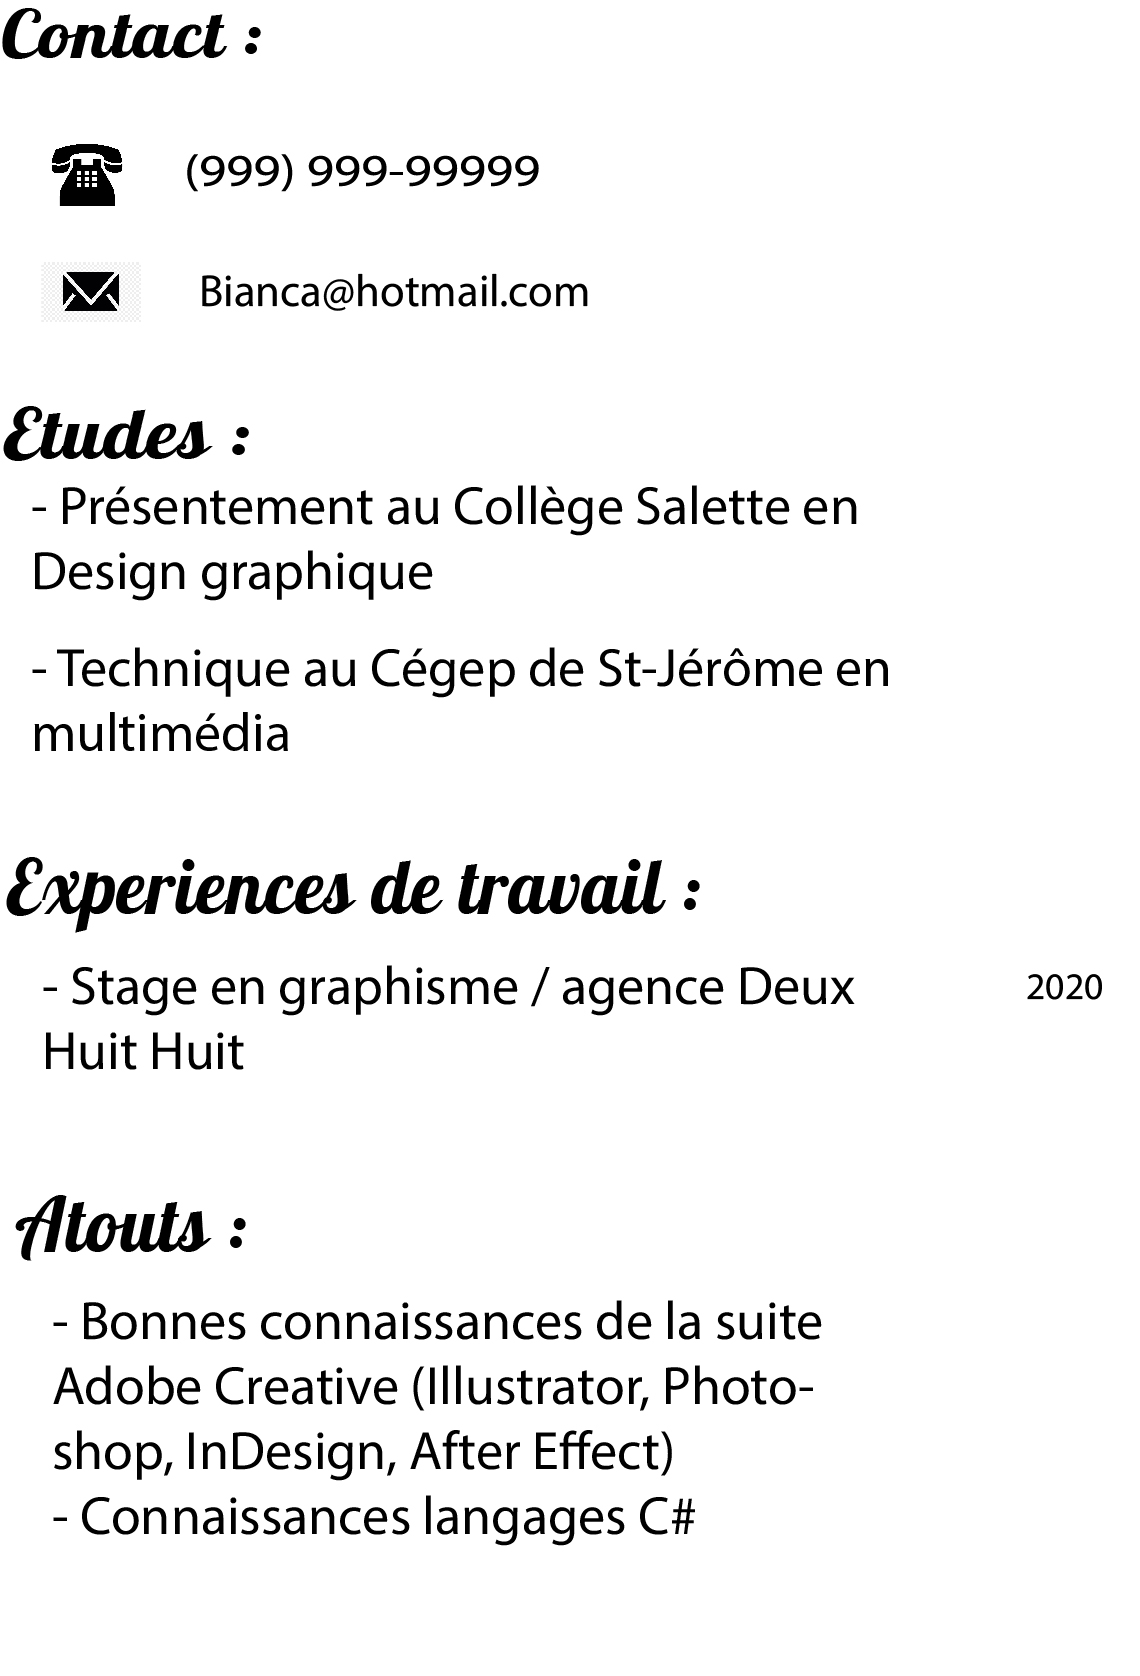 Contact :
(999) 999-99999
Bianca@hotmail.com
Etudes :
- Présentement au Collège Salette en
Design graphique
- Technique au Cégep de St-Jérôme en
multimédia
Experiences de travail :
- Stage en graphisme / agence Deux 2020
Huit Huit
Atouts :
- Bonnes connaissances de la suite
Adobe Creative (Illustrator, Photo-
shop, InDesign, After Effect)
- Connaissances langages C#